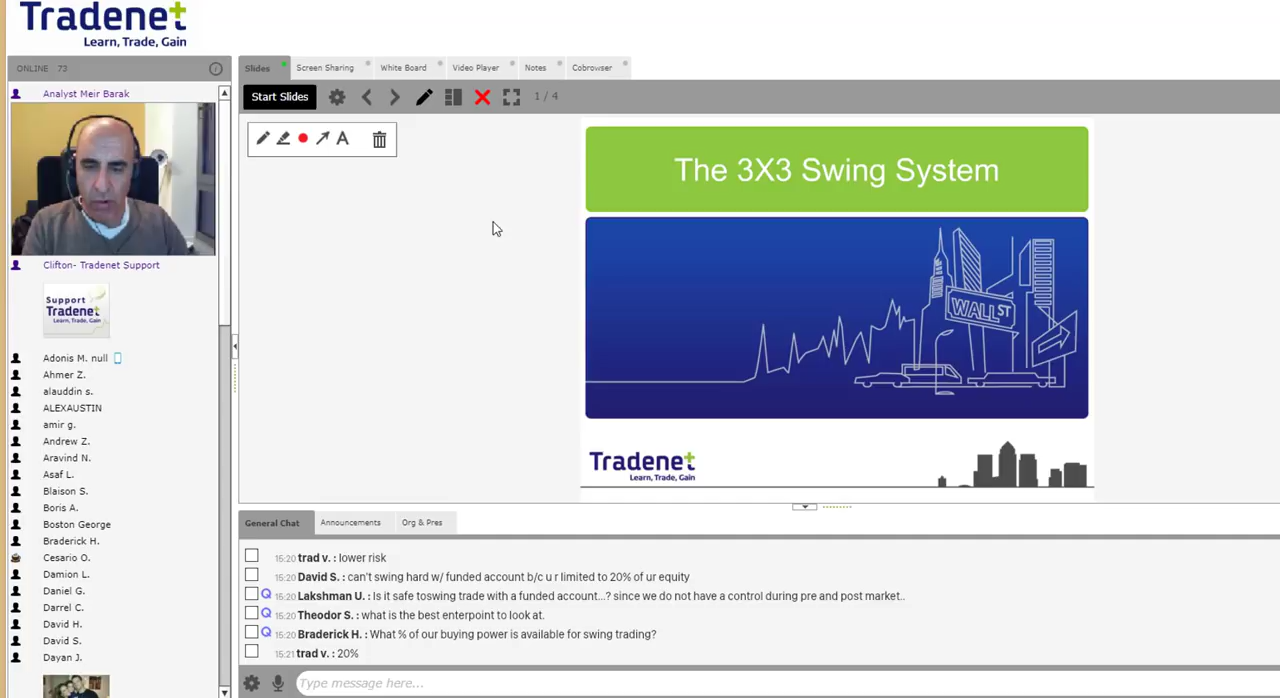 Tradenet
Learn, Trade, Gain
ONLINE 73
Analyst Meir Barak
Clifton- Tradenet Support
Support
Tradenet
Learn, Trade, Gain
Adonis M. null
Ahmer Z.
alauddin s.
ALEXAUSTIN
amir g.
Andrew Z.
Aravind N.
Asaf L.
Blaison S.
Boris A.
Boston George
Braderick H.
Cesario O.
Damion L.
Daniel G.
Darrel C.
David H.
David S.
Dayan J.
Slides Screen Sharing White Board Video Player Notes Cobrowser
Start Slides 1 / 4
A
The 3X3 Swing System
WALL ST
Tradenet
Learn, Trade, Gain
General Chat Announcements Org & Pres
15:20 trad v. : lower risk
15:20 David S. : can't swing hard w/ funded account b/c u r limited to 20% of ur equity
Q 15:20 Lakshman U. : Is it safe toswing trade with a funded account...? since we do not have a control during pre and post market..
Q 15:20 Theodor S. : what is the best enterpoint to look at.
Q 15:20 Braderick H. : What % of our buying power is available for swing trading?
15:21 trad v. : 20%
Type message here...